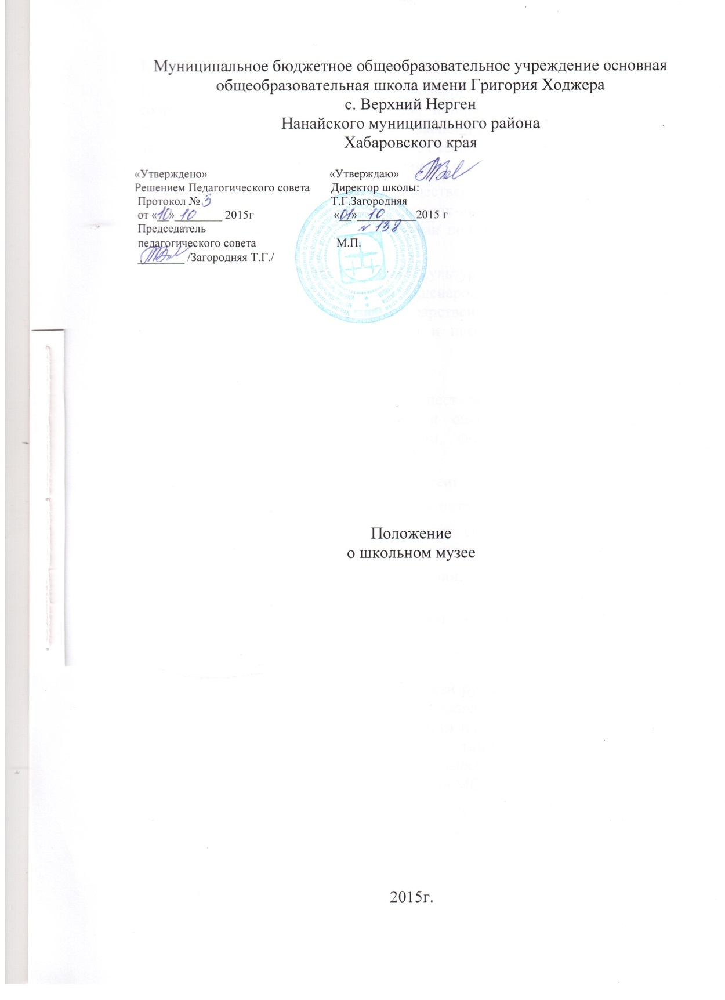 Муниципальное бюджетное общеобразовательное учреждение основная
общеобразовательная школа имени Григория Ходжера
с. Верхний Нерген
Нанайского муниципального района
Хабаровского края
«Утверждено»
Решением Педагогического совета
Протокол № 3
от «10» 10 2015г
Председатель
педагогического совета
/Загородняя Т.Г./
«Утверждаю»
Директор школы:
Т.Г.Загородняя
«01» 10 2015 г
№ 138
М.П.
Положение
о школьном музее
2015г.